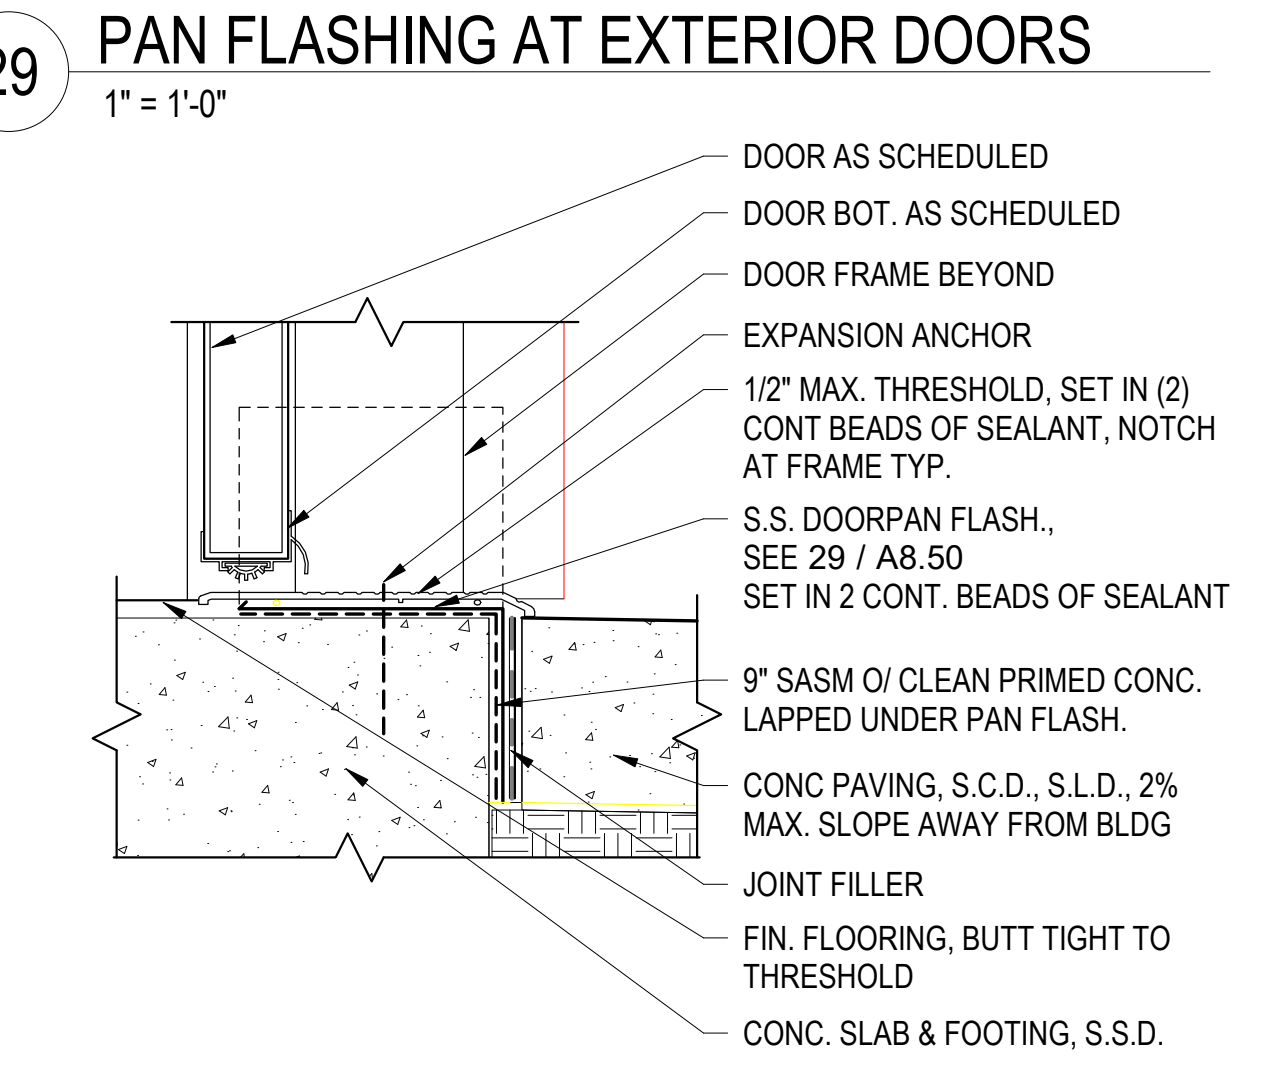 29
PAN FLASHING AT EXTERIOR DOORS
1" = 1'-0"
DOOR AS SCHEDULED
DOOR BOT. AS SCHEDULED
DOOR FRAME BEYOND
EXPANSION ANCHOR
1/2" MAX. THRESHOLD, SET IN (2)
CONT BEADS OF SEALANT, NOTCH
AT FRAME TYP.
S.S. DOORPAN FLASH.,
SEE 29 / A8.50
SET IN 2 CONT. BEADS OF SEALANT
9" SASM O/ CLEAN PRIMED CONC.
LAPPED UNDER PAN FLASH.
CONC PAVING, S.C.D., S.L.D., 2%
MAX. SLOPE AWAY FROM BLDG
JOINT FILLER
FIN. FLOORING, BUTT TIGHT TO
THRESHOLD
CONC. SLAB & FOOTING, S.S.D.